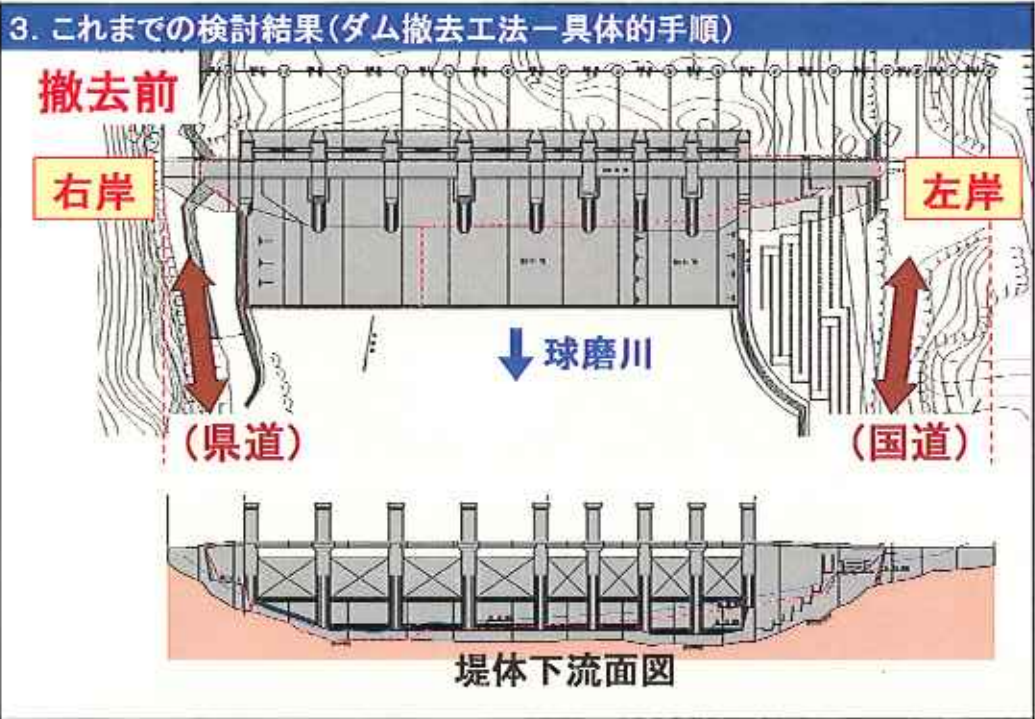 3. これまでの検討結果(ダム撤去工法－具体的手順)
撤去前
右岸
左岸
球磨川
(県道)
(国道)
堤体下流面図